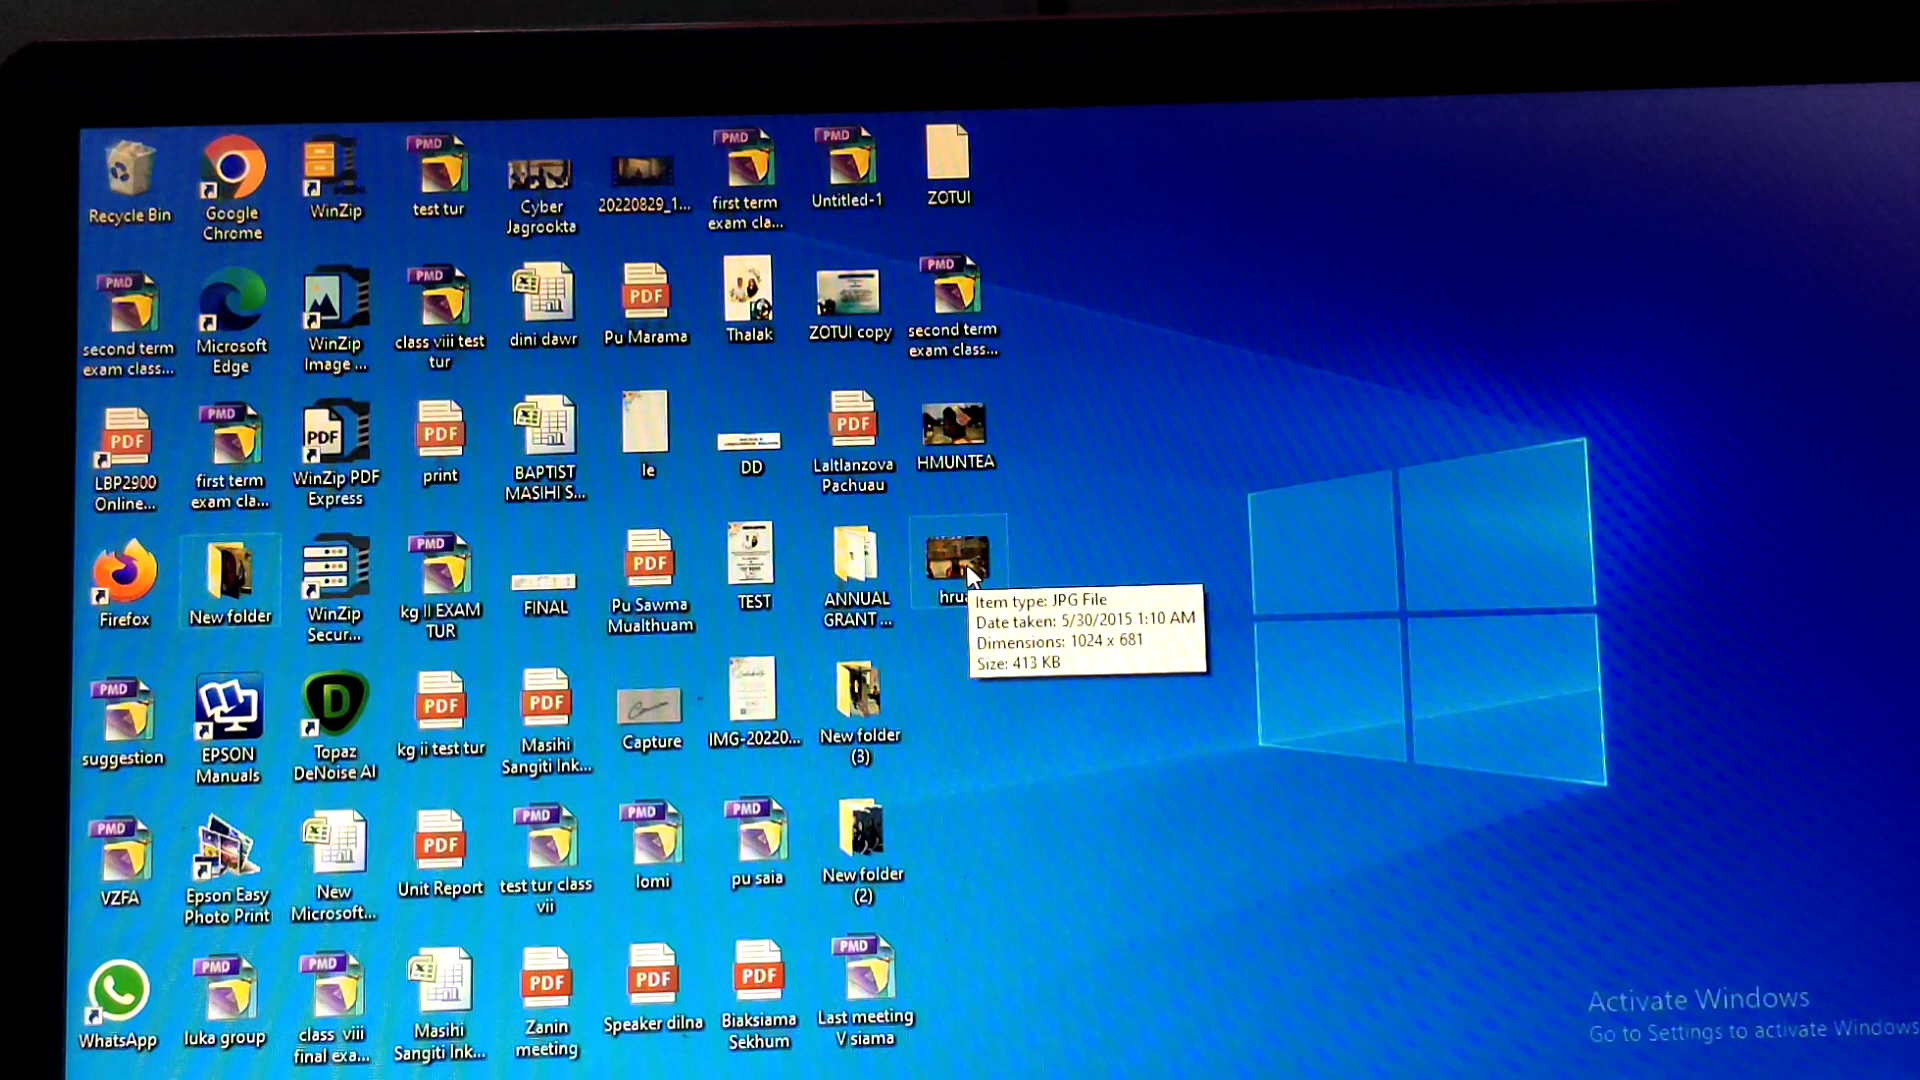 Recycle Bin
Google
Chrome
WinZip
PMD
test tur
Cyber
Jagrookta
20220829_1...
PMD
first term
exam cla...
PMD
Untitled-1
ZOTUI
PMD
second term
exam class...
Microsoft
Edge
WinZip
Image ...
PMD
class viii test
tur
dini dawr
PDF
Pu Marama
Thalak
ZOTUI copy
PMD
second term
exam class...
PDF
LBP2900
Online...
PMD
first term
exam cla...
PDF
WinZip PDF
Express
PDF
print
BAPTIST
MASIHI S...
le
DD
PDF
Laltlanzova
Pachuau
HMUNTEA
Firefox
New folder
WinZip
Secur...
PMD
kg II EXAM
TUR
FINAL
PDF
Pu Sawma
Mualthuam
TEST
ANNUAL
GRANT ...
Item type: JPG File
Date taken: 5/30/2015 1:10 AM
Dimensions: 1024 x 681
Size: 413 KB
PMD
suggestion
EPSON
Manuals
D
Topaz
DeNoise AI
PDF
kg ii test tur
PDF
Masihi
Sangiti Ink...
Capture
IMG-20220...
New folder
(3)
PMD
VZFA
Epson Easy
Photo Print
New
Microsoft...
PDF
Unit Report
PMD
test tur class
vii
PMD
lomi
PMD
pu saia
New folder
(2)
WhatsApp
PMD
luka group
PMD
class viii
final exa...
Masihi
Sangiti Ink...
PDF
Zanin
meeting
PDF
Speaker dilna
PDF
Biaksiama
Sekhum
PMD
Last meeting
V siama
Activate Windows
Go to Settings to activate Windows